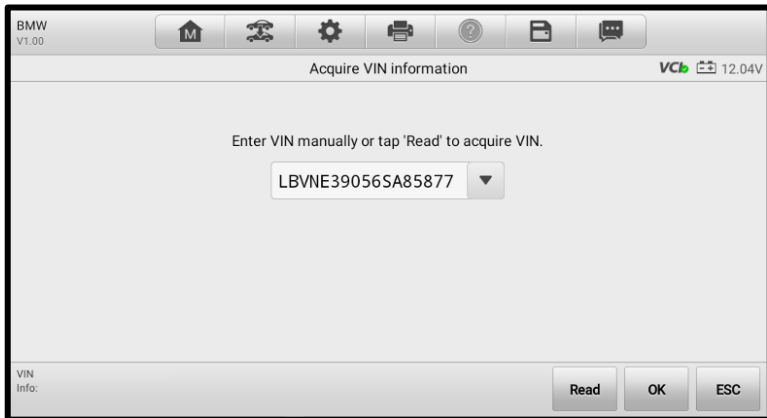 BMW
V1.00
M
?
Acquire VIN information
VCI
12.04V
Enter VIN manually or tap 'Read' to acquire VIN.
LBVNE39056SA85877
VIN
Info:
Read
OK
ESC